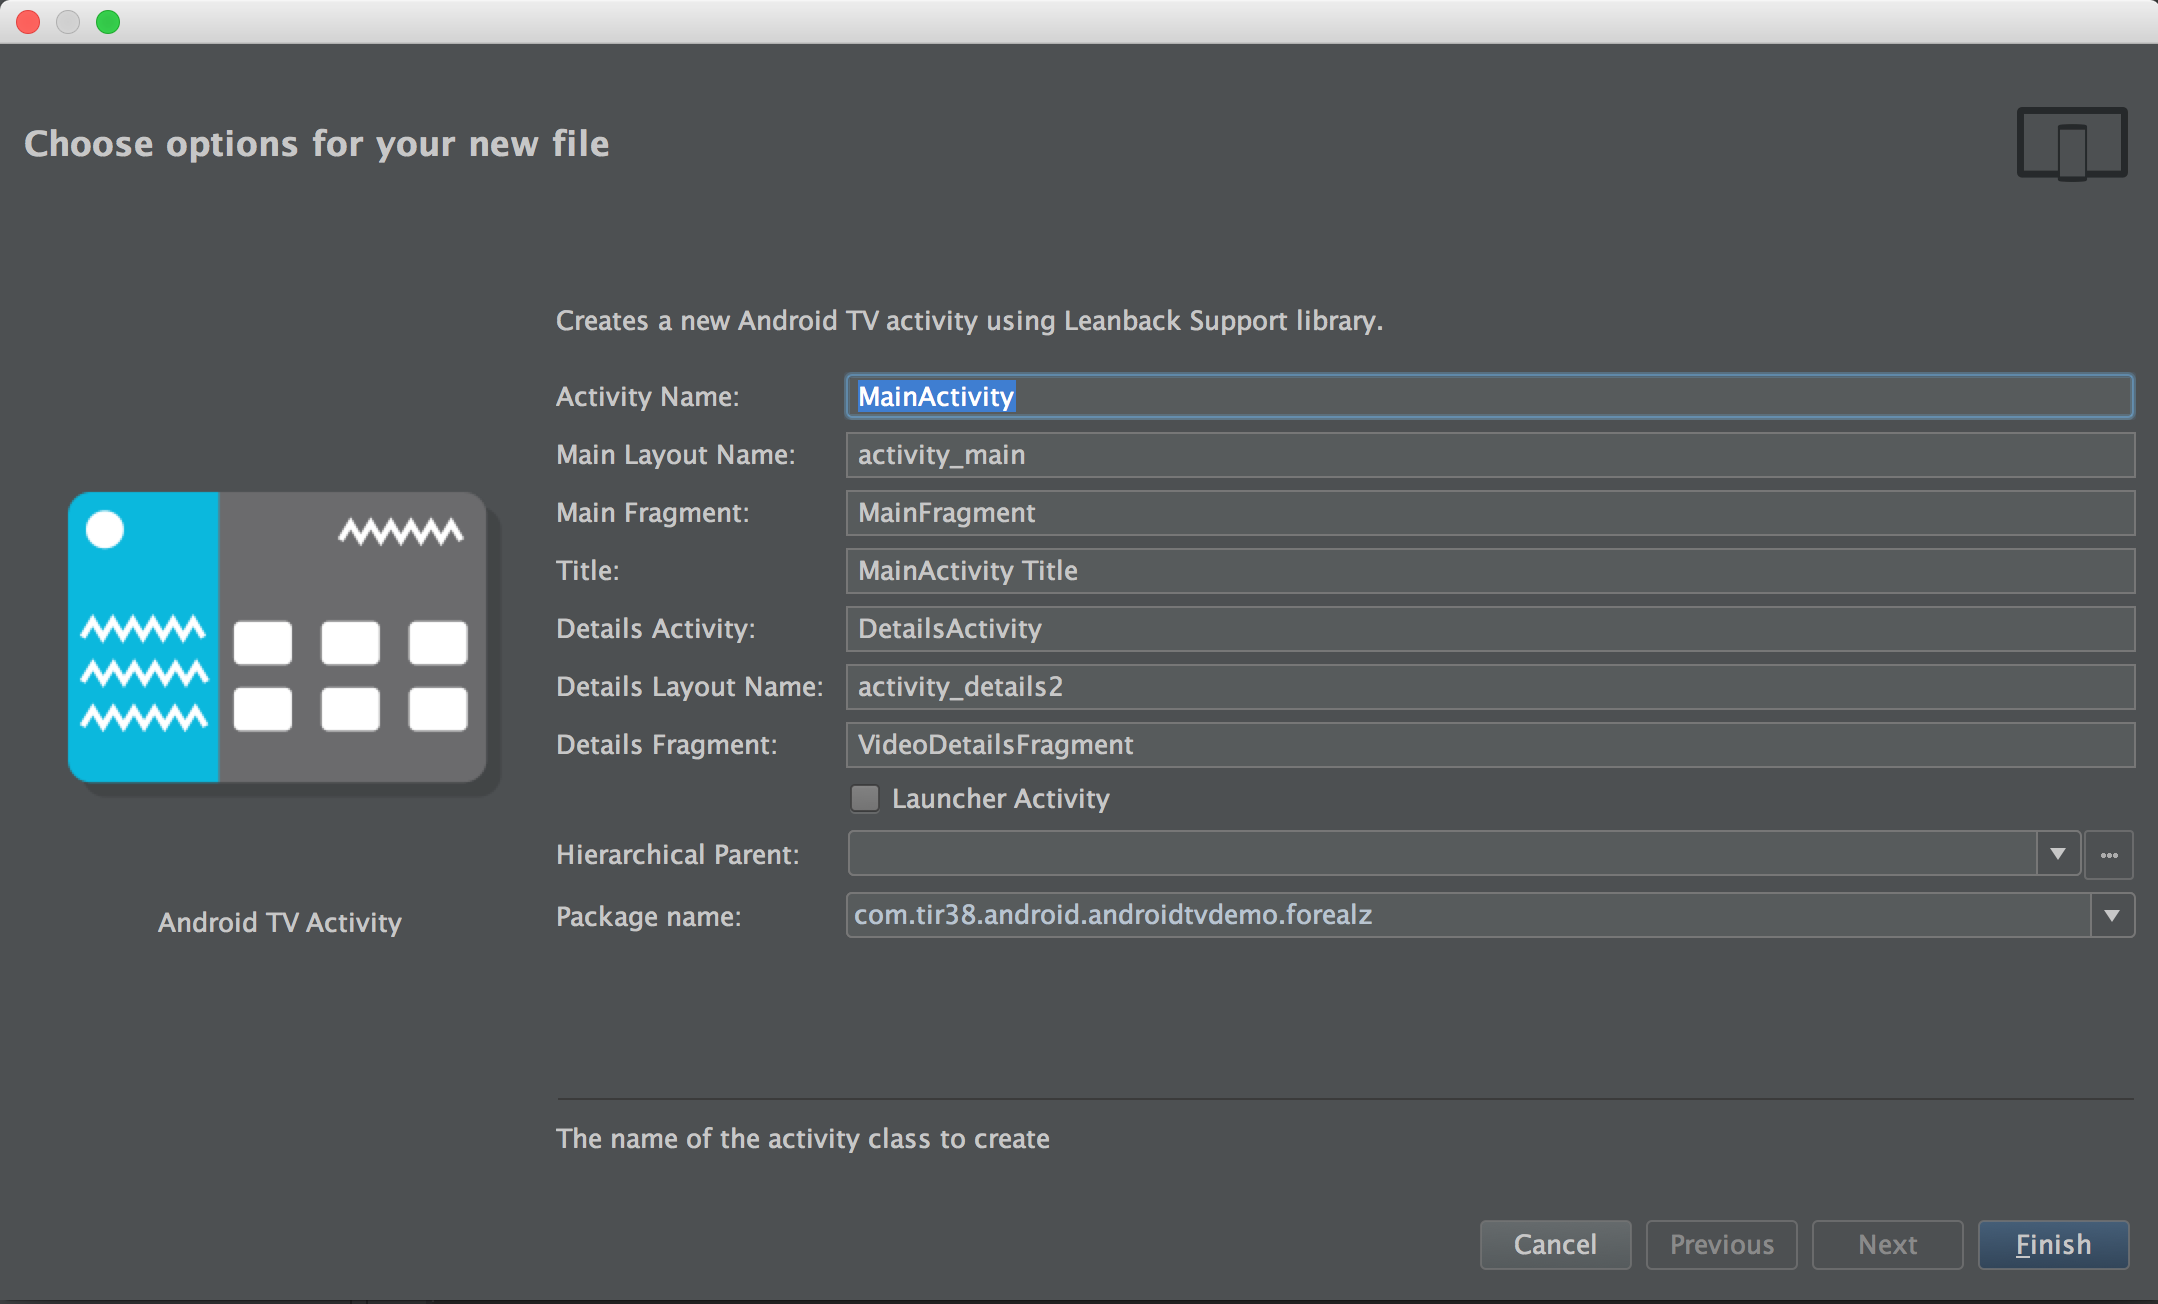 Choose options for your new file
Creates a new Android TV activity using Leanback Support library.
Activity Name: MainActivity
Main Layout Name: activity_main
Main Fragment: MainFragment
Title: MainActivity Title
Details Activity: DetailsActivity
Details Layout Name: activity_details2
Details Fragment: VideoDetailsFragment
Launcher Activity
Hierarchical Parent: ...
Package name: com.tir38.android.androidtvdemo.forealz
Android TV Activity
The name of the activity class to create
Cancel Previous Next Finish